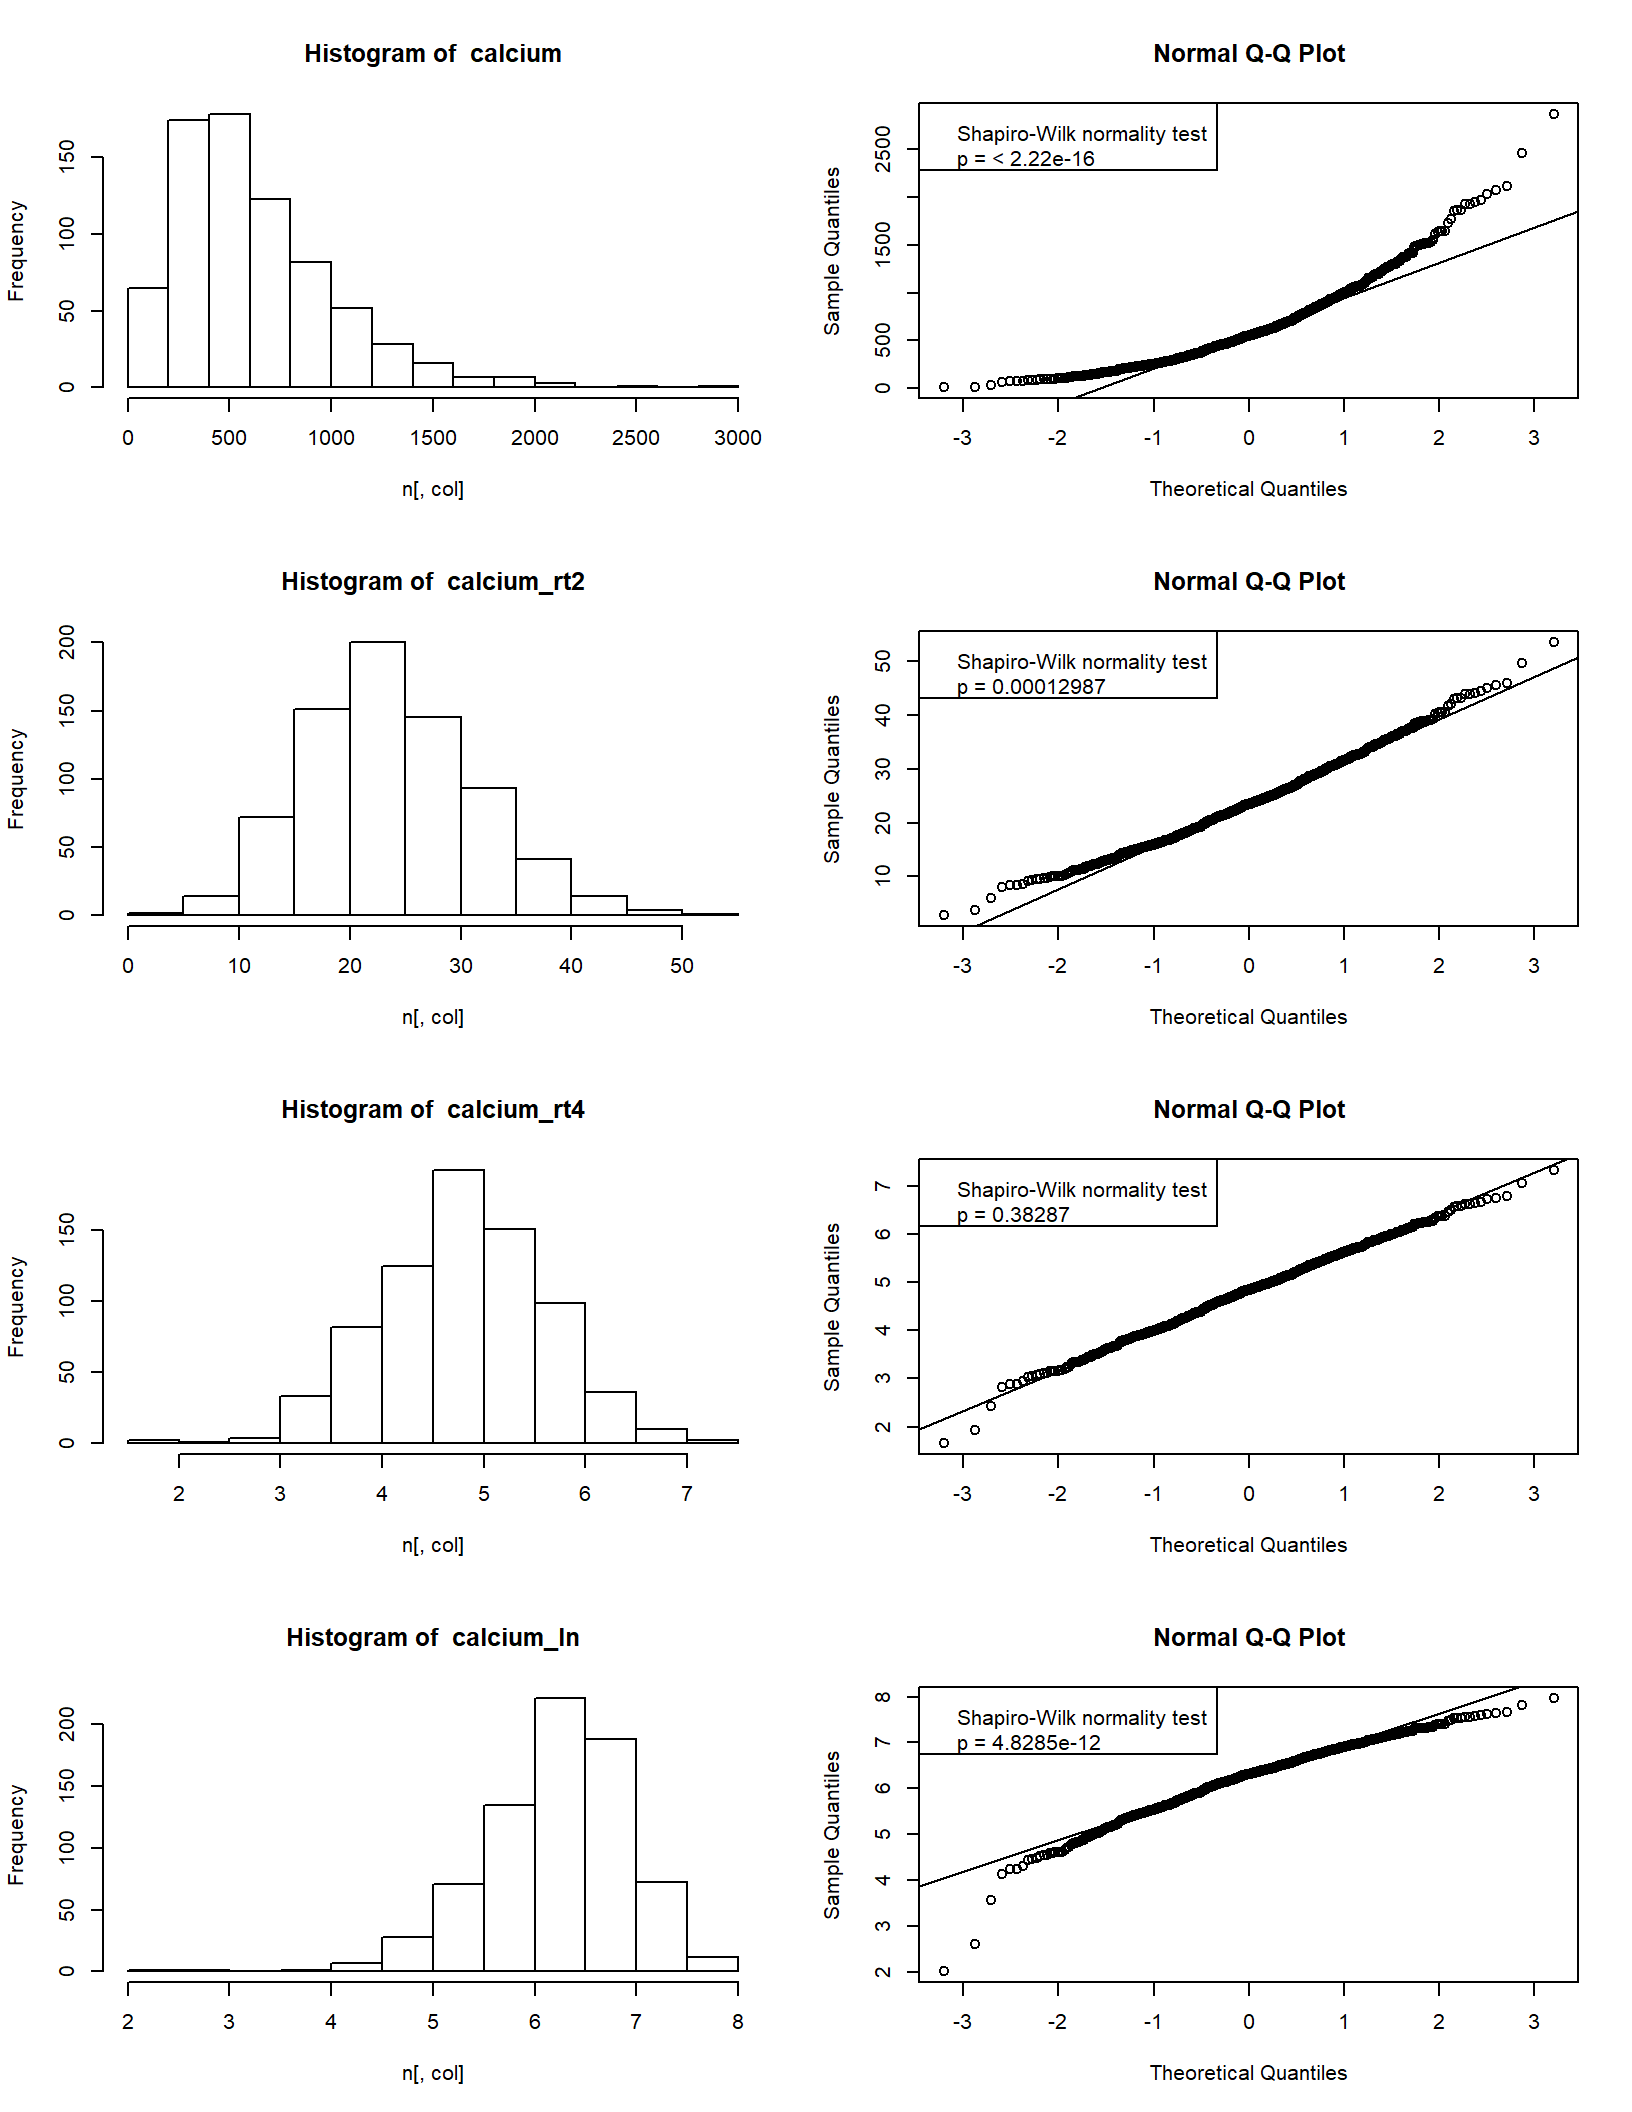 Histogram of  calcium
Frequency
0
50
100
150
0
500
1000
1500
2000
2500
3000
n[, col]
Normal Q-Q Plot
Shapiro-Wilk normality test
p = < 2.22e-16
Sample Quantiles
0
500
1500
2500
-3
-2
-1
0
1
2
3
Theoretical Quantiles
Histogram of  calcium_rt2
Frequency
0
50
100
150
200
0
10
20
30
40
50
n[, col]
Normal Q-Q Plot
Shapiro-Wilk normality test
p = 0.00012987
Sample Quantiles
10
20
30
40
50
-3
-2
-1
0
1
2
3
Theoretical Quantiles
Histogram of  calcium_rt4
Frequency
0
50
100
150
2
3
4
5
6
7
n[, col]
Normal Q-Q Plot
Shapiro-Wilk normality test
p = 0.38287
Sample Quantiles
2
3
4
5
6
7
-3
-2
-1
0
1
2
3
Theoretical Quantiles
Histogram of  calcium_ln
Frequency
0
50
100
150
200
2
3
4
5
6
7
8
n[, col]
Normal Q-Q Plot
Shapiro-Wilk normality test
p = 4.8285e-12
Sample Quantiles
2
3
4
5
6
7
8
-3
-2
-1
0
1
2
3
Theoretical Quantiles